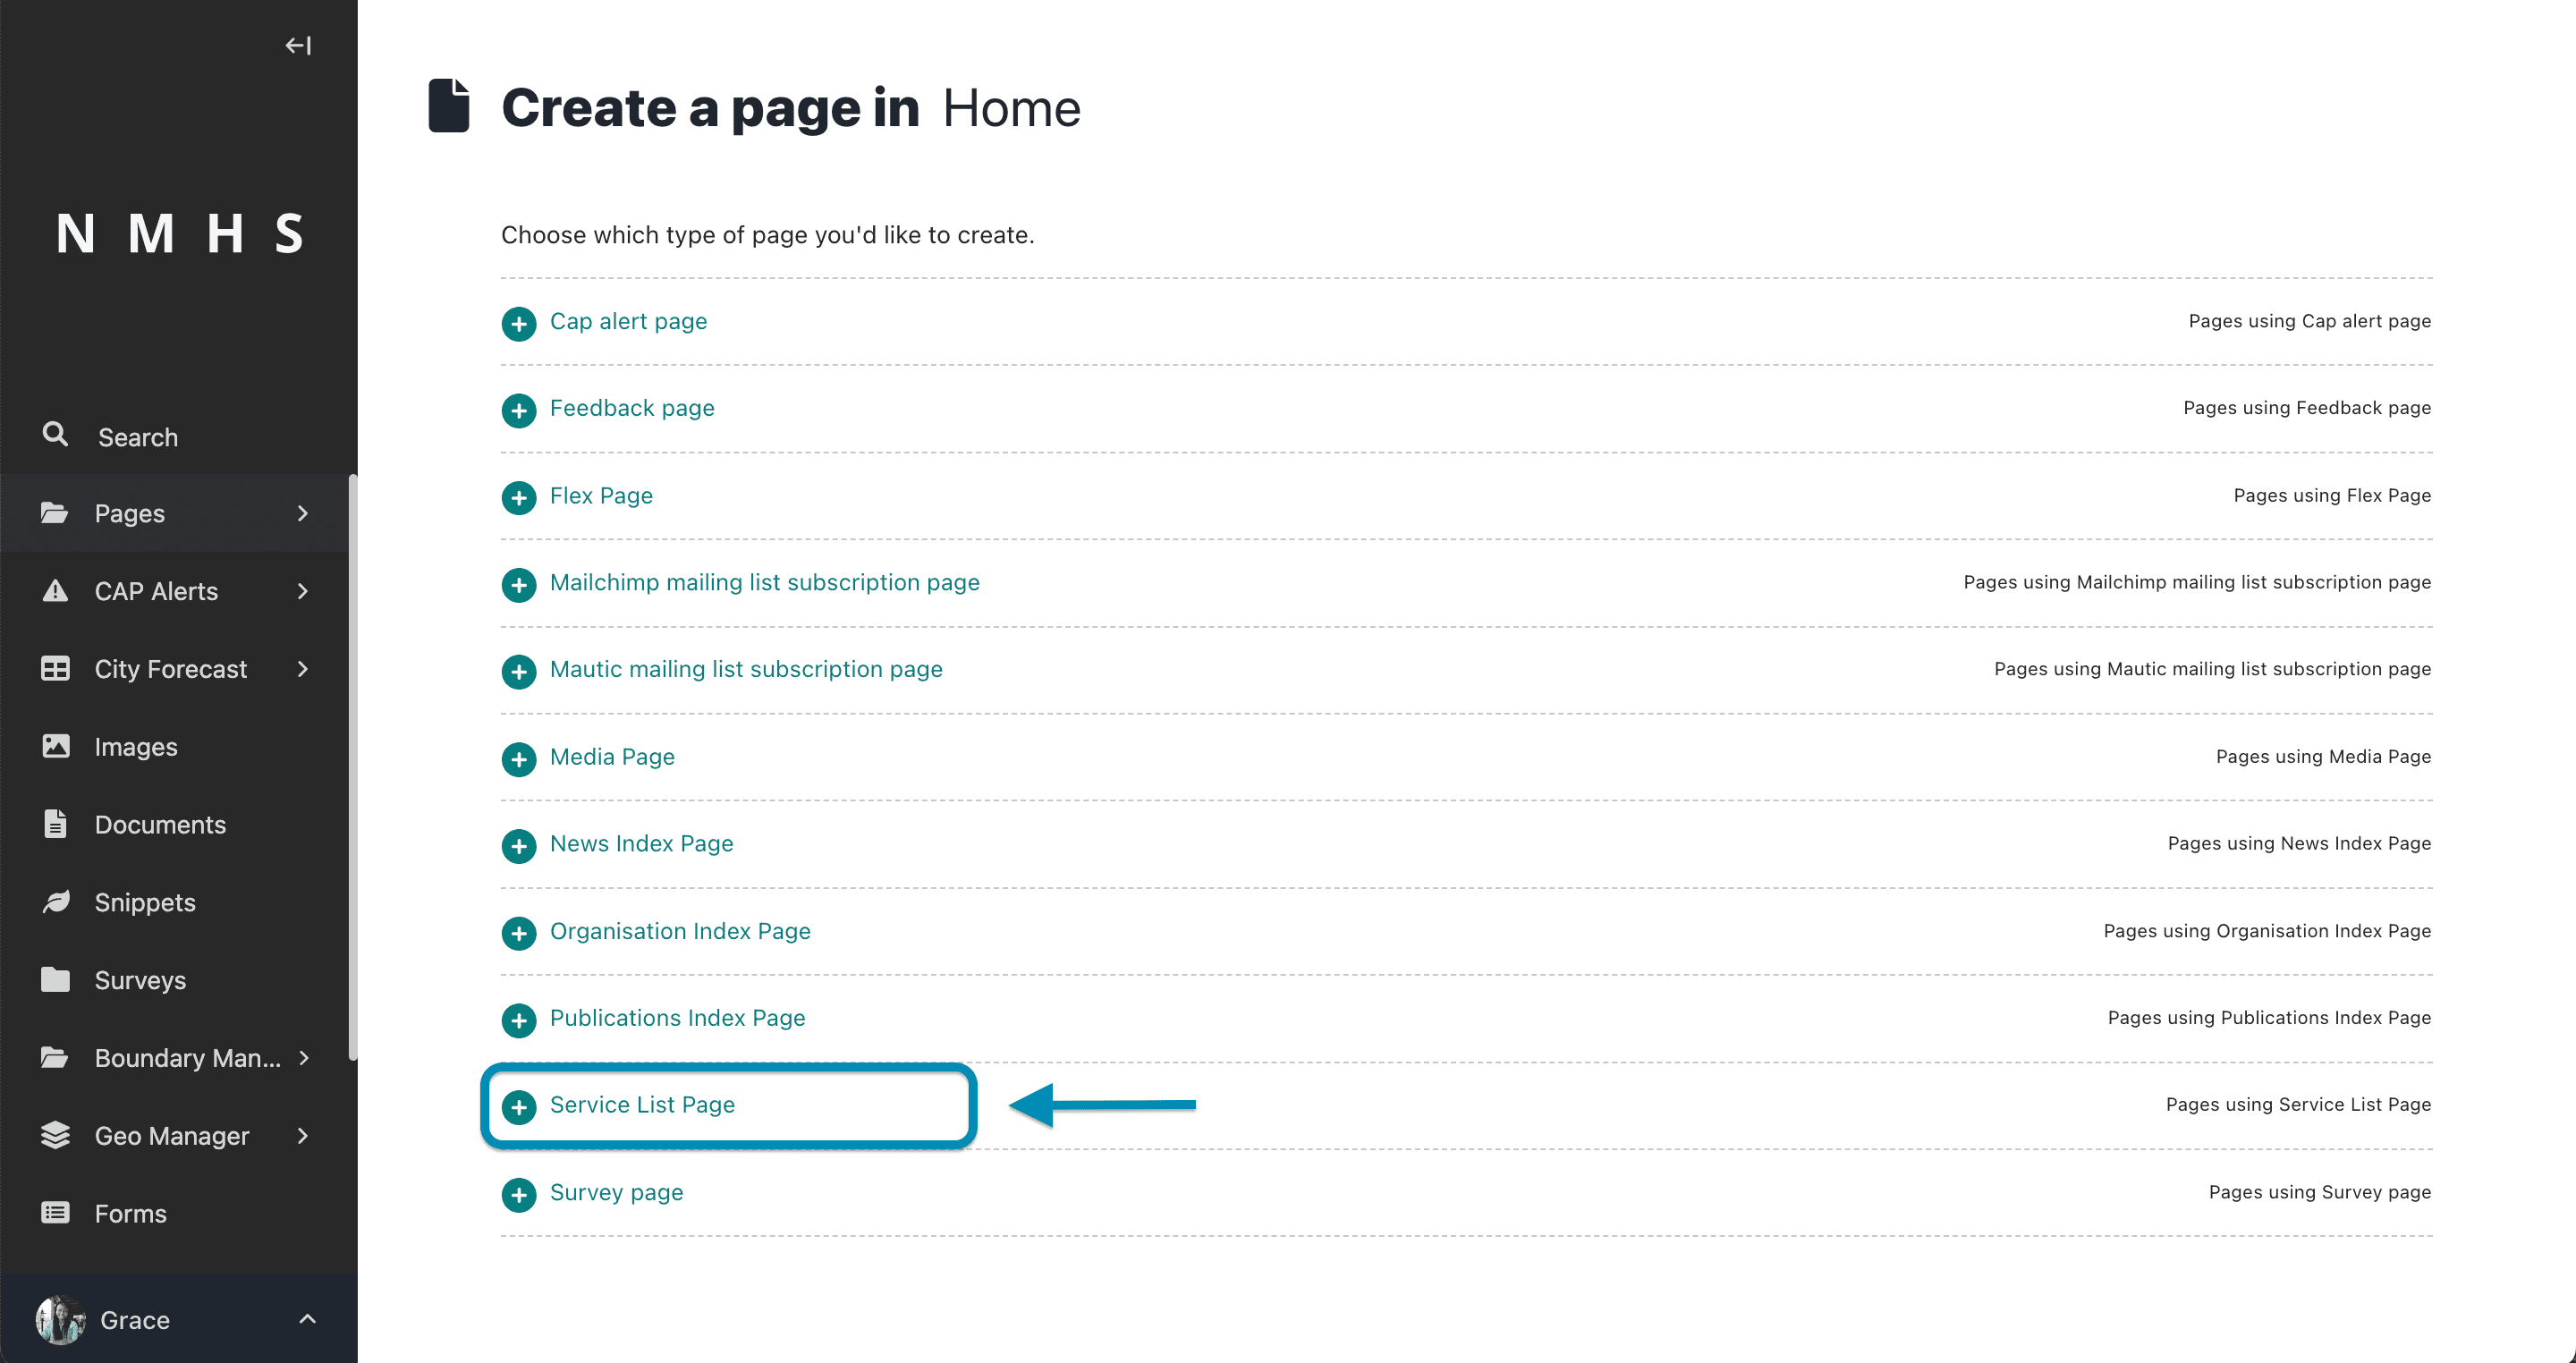 N M H S
Search
Pages
CAP Alerts
City Forecast
Images
Documents
Snippets
Surveys
Boundary Man...
Geo Manager
Forms
Grace
Create a page in Home
Choose which type of page you'd like to create.
Cap alert page Pages using Cap alert page
Feedback page Pages using Feedback page
Flex Page Pages using Flex Page
Mailchimp mailing list subscription page Pages using Mailchimp mailing list subscription page
Mautic mailing list subscription page Pages using Mautic mailing list subscription page
Media Page Pages using Media Page
News Index Page Pages using News Index Page
Organisation Index Page Pages using Organisation Index Page
Publications Index Page Pages using Publications Index Page
Service List Page Pages using Service List Page
Survey page Pages using Survey page